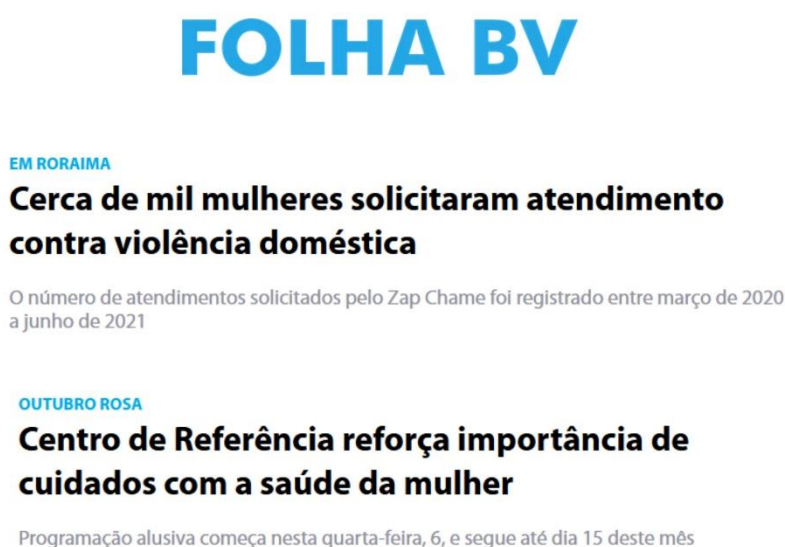 FOLHA BV
EM RORAIMA
Cerca de mil mulheres solicitaram atendimento
contra violência doméstica
O número de atendimentos solicitados pelo Zap Chame foi registrado entre março de 2020
a junho de 2021
OUTUBRO ROSA
Centro de Referência reforça importância de
cuidados com a saúde da mulher
Programação alusiva começa nesta quarta-feira, 6, e segue até dia 15 deste mês